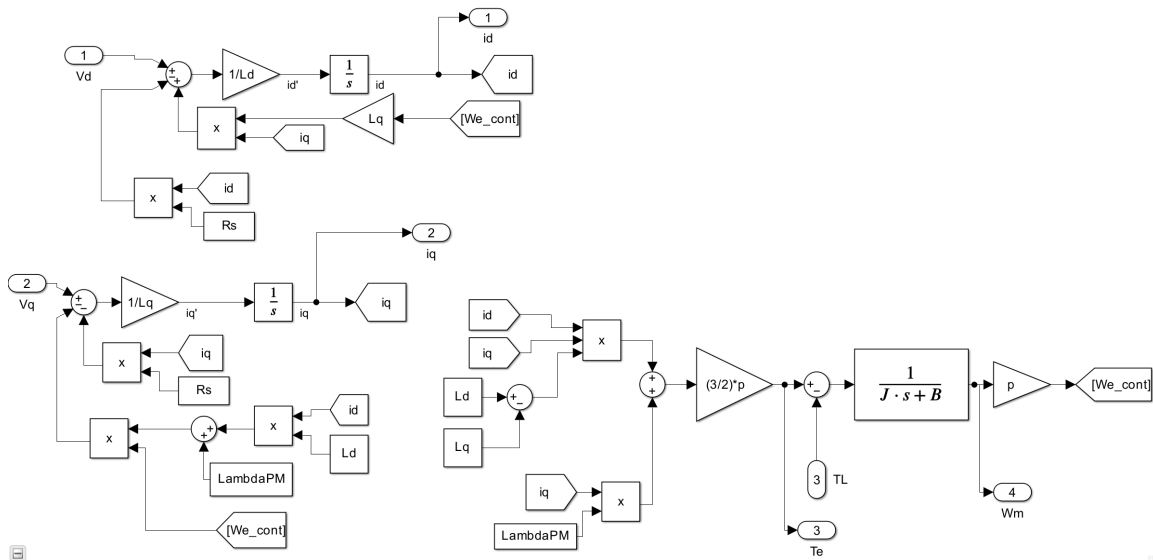 1
id
1
Vd
+
−
+
1/Ld
id'
1
s
id
id
x
Lq
[We_cont]
iq
x
id
Rs
2
iq
2
Vq
+
−
−
1/Lq
iq'
1
s
iq
iq
x
iq
Rs
x
+
+
x
id
Ld
LambdaPM
[We_cont]
id
iq
x
Ld
+
−
Lq
iq
LambdaPM
x
+
+
(3/2)*p
+
−
1
J · s + B
p
[We_cont]
3
TL
4
Wm
3
Te